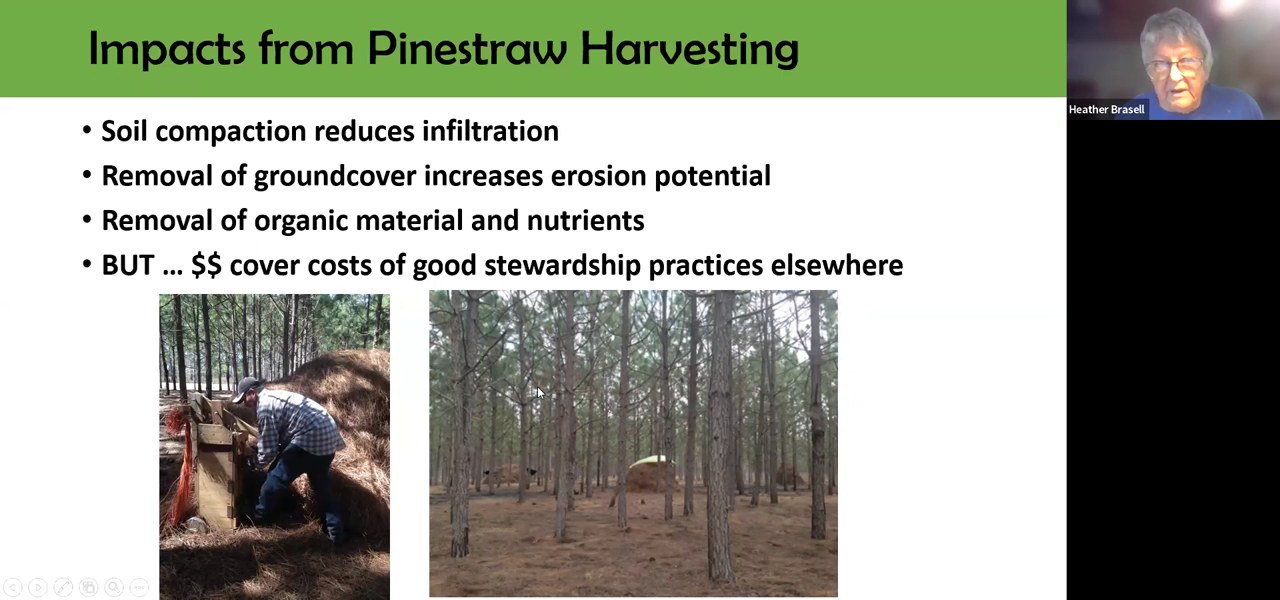 Impacts from Pinestraw Harvesting
Heather Brasell
• Soil compaction reduces infiltration
• Removal of groundcover increases erosion potential
• Removal of organic material and nutrients
• BUT … $$ cover costs of good stewardship practices elsewhere